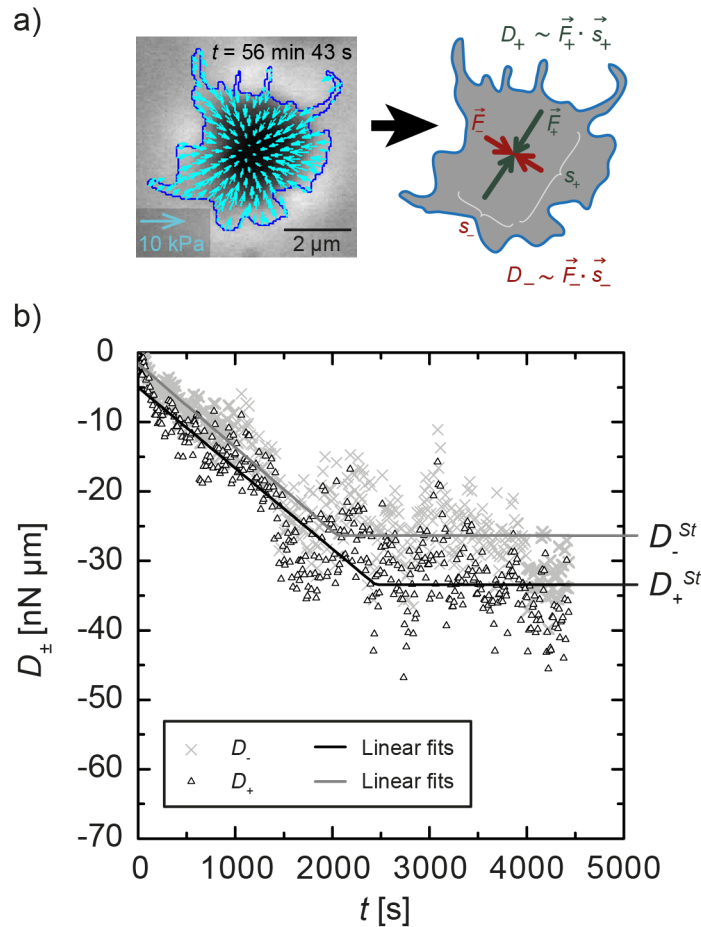 a)
t = 56 min 43 s
10 kPa
2 µm
D₊ ~ F⃗₊ · s⃗₊
F⃗₋
F⃗₊
s₊
s₋
D₋ ~ F⃗₋ · s⃗₋
b)
D± [nN µm]
0
-10
-20
-30
-40
-50
-60
-70
D₋ˢᵗ
D₊ˢᵗ
D₋ Linear fits
D₊ Linear fits
0 1000 2000 3000 4000 5000
t [s]